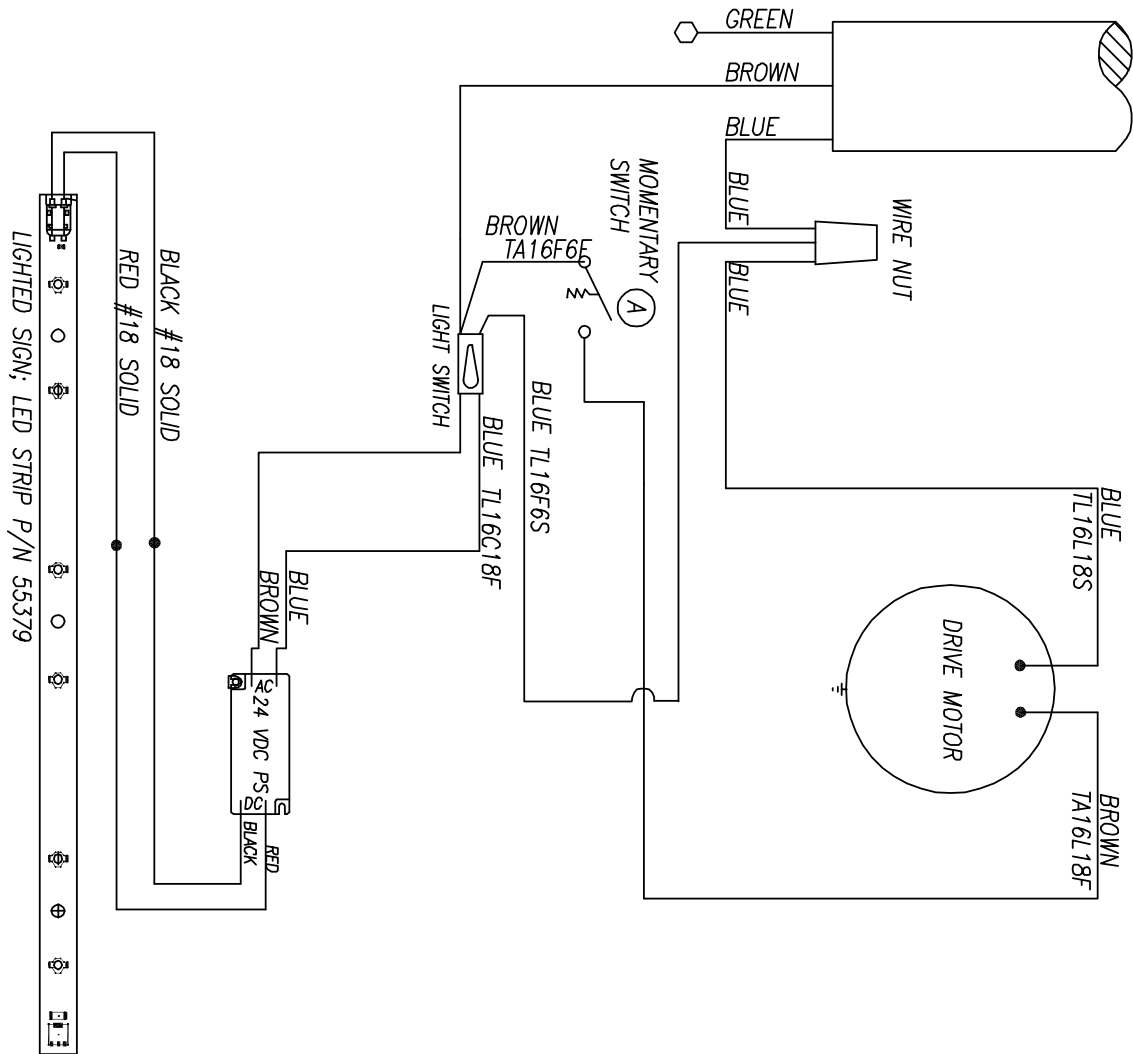 GREEN
BROWN
BLUE
BLUE
BLUE
WIRE NUT
MOMENTARY
SWITCH
A
BROWN
TA16F6F
LIGHT SWITCH
BLUE TL16F6S
BLUE TL16C18F
BLUE
TL16L18S
DRIVE MOTOR
BROWN
TA16L18F
BLACK #18 SOLID
RED #18 SOLID
BLUE
BROWN
AC
24 VDC PS
DC
BLACK
RED
LIGHTED SIGN; LED STRIP P/N 55379